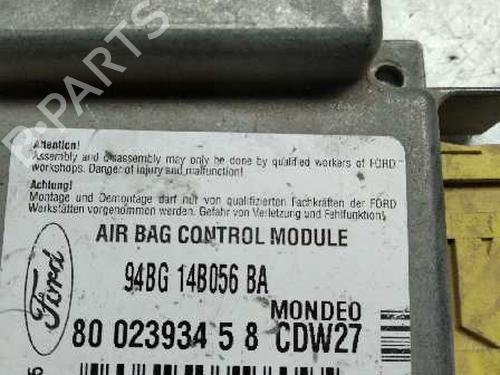 Attention!
Assembly and disassembly may only be done by qualified workers of FORD
workshops. Danger of injury and malfunction!
Achtung!
Montage und Demontage darf nur von qualifizierten Fachkräften der FORD
Werkstätten vorgenommen werden. Gefahr von Verletzung und Fehlfunktion!
AIR BAG CONTROL MODULE
94BG 14B056 BA
Ford
MONDEO
80 023934 5 8 CDW27